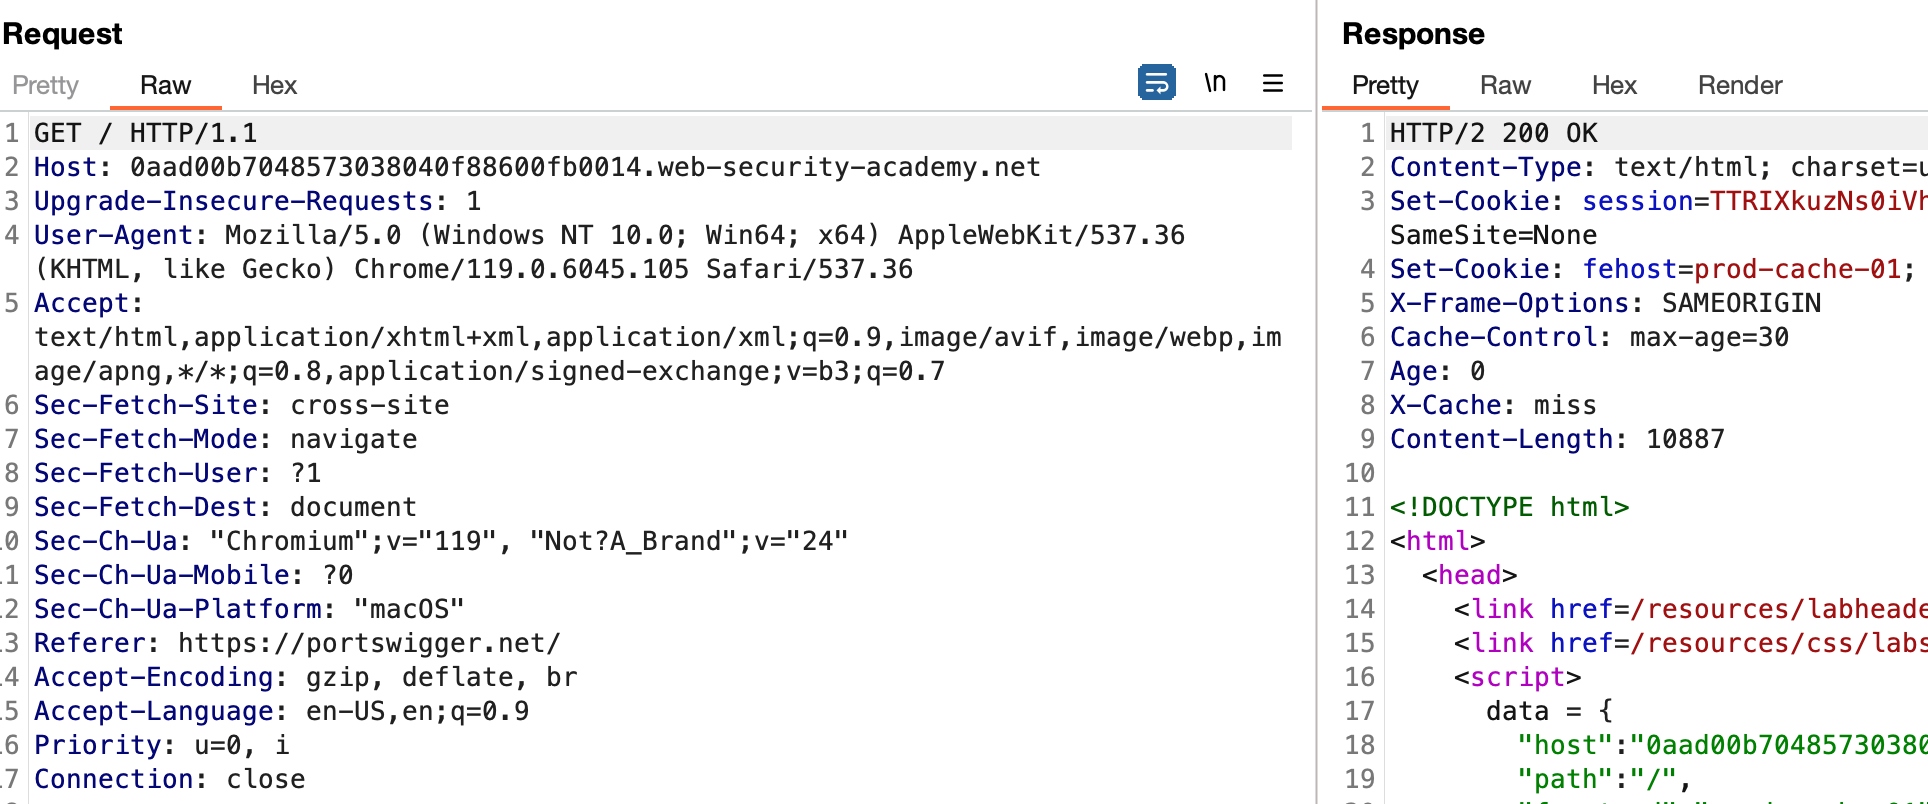 Request
Pretty Raw Hex \n
1 GET / HTTP/1.1
2 Host: 0aad00b7048573038040f88600fb0014.web-security-academy.net
3 Upgrade-Insecure-Requests: 1
4 User-Agent: Mozilla/5.0 (Windows NT 10.0; Win64; x64) AppleWebKit/537.36
(KHTML, like Gecko) Chrome/119.0.6045.105 Safari/537.36
5 Accept:
text/html,application/xhtml+xml,application/xml;q=0.9,image/avif,image/webp,im
age/apng,*/*;q=0.8,application/signed-exchange;v=b3;q=0.7
6 Sec-Fetch-Site: cross-site
7 Sec-Fetch-Mode: navigate
8 Sec-Fetch-User: ?1
9 Sec-Fetch-Dest: document
0 Sec-Ch-Ua: "Chromium";v="119", "Not?A_Brand";v="24"
1 Sec-Ch-Ua-Mobile: ?0
2 Sec-Ch-Ua-Platform: "macOS"
3 Referer: https://portswigger.net/
4 Accept-Encoding: gzip, deflate, br
5 Accept-Language: en-US,en;q=0.9
6 Priority: u=0, i
7 Connection: close
Response
Pretty Raw Hex Render
1 HTTP/2 200 OK
2 Content-Type: text/html; charset=u
3 Set-Cookie: session=TTRIXkuzNs0iVh
SameSite=None
4 Set-Cookie: fehost=prod-cache-01;
5 X-Frame-Options: SAMEORIGIN
6 Cache-Control: max-age=30
7 Age: 0
8 X-Cache: miss
9 Content-Length: 10887
10
11 <!DOCTYPE html>
12 <html>
13 <head>
14 <link href=/resources/labheade
15 <link href=/resources/css/labs
16 <script>
17 data = {
18 "host":"0aad00b70485730380
19 "path":"/",